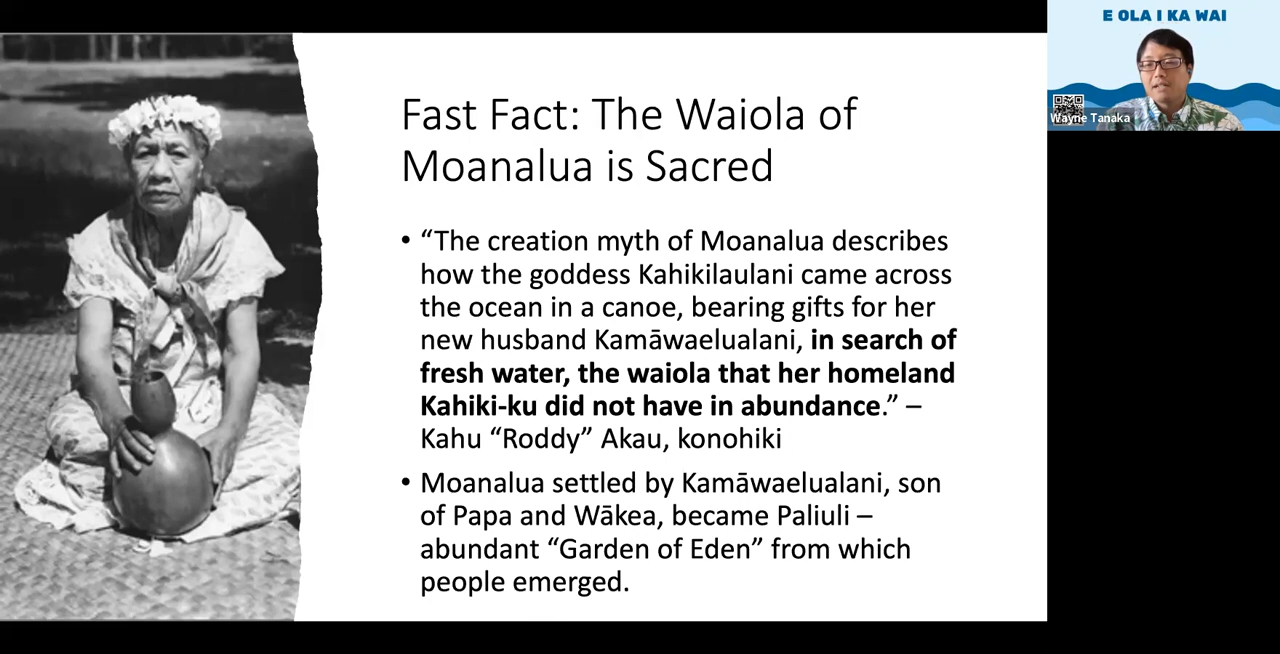 Fast Fact: The Waiola of
Moanalua is Sacred
• “The creation myth of Moanalua describes
how the goddess Kahikilaulani came across
the ocean in a canoe, bearing gifts for her
new husband Kamāwaelualani, in search of
fresh water, the waiola that her homeland
Kahiki-ku did not have in abundance.” –
Kahu “Roddy” Akau, konohiki
• Moanalua settled by Kamāwaelualani, son
of Papa and Wākea, became Paliuli –
abundant “Garden of Eden” from which
people emerged.
E OLA I KA WAI
Wayne Tanaka